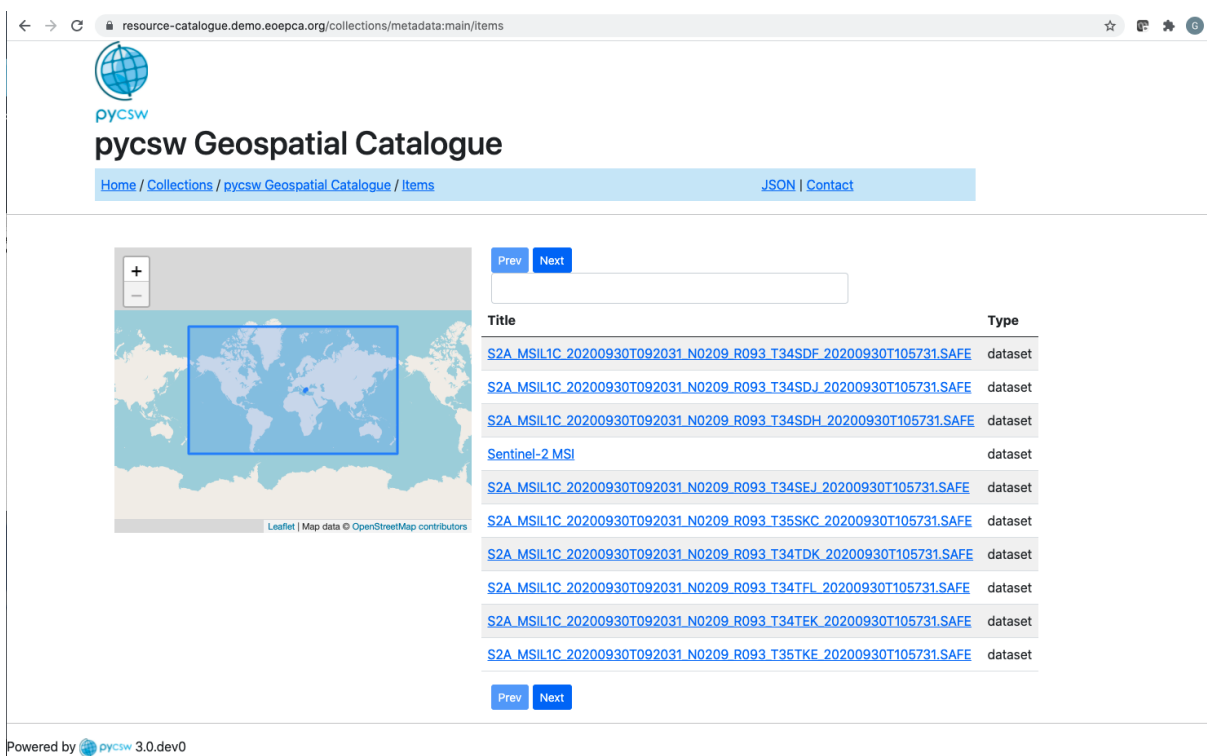 resource-catalogue.demo.eoepca.org/collections/metadata:main/items
G
pycsw
pycsw Geospatial Catalogue
Home / Collections / pycsw Geospatial Catalogue / Items
JSON | Contact
+
−
Leaflet | Map data © OpenStreetMap contributors
Prev Next
Title Type
S2A_MSIL1C_20200930T092031_N0209_R093_T34SDF_20200930T105731.SAFE dataset
S2A_MSIL1C_20200930T092031_N0209_R093_T34SDJ_20200930T105731.SAFE dataset
S2A_MSIL1C_20200930T092031_N0209_R093_T34SDH_20200930T105731.SAFE dataset
Sentinel-2 MSI dataset
S2A_MSIL1C_20200930T092031_N0209_R093_T34SEJ_20200930T105731.SAFE dataset
S2A_MSIL1C_20200930T092031_N0209_R093_T35SKC_20200930T105731.SAFE dataset
S2A_MSIL1C_20200930T092031_N0209_R093_T34TDK_20200930T105731.SAFE dataset
S2A_MSIL1C_20200930T092031_N0209_R093_T34TFL_20200930T105731.SAFE dataset
S2A_MSIL1C_20200930T092031_N0209_R093_T34TEK_20200930T105731.SAFE dataset
S2A_MSIL1C_20200930T092031_N0209_R093_T35TKE_20200930T105731.SAFE dataset
Prev Next
Powered by pycsw 3.0.dev0